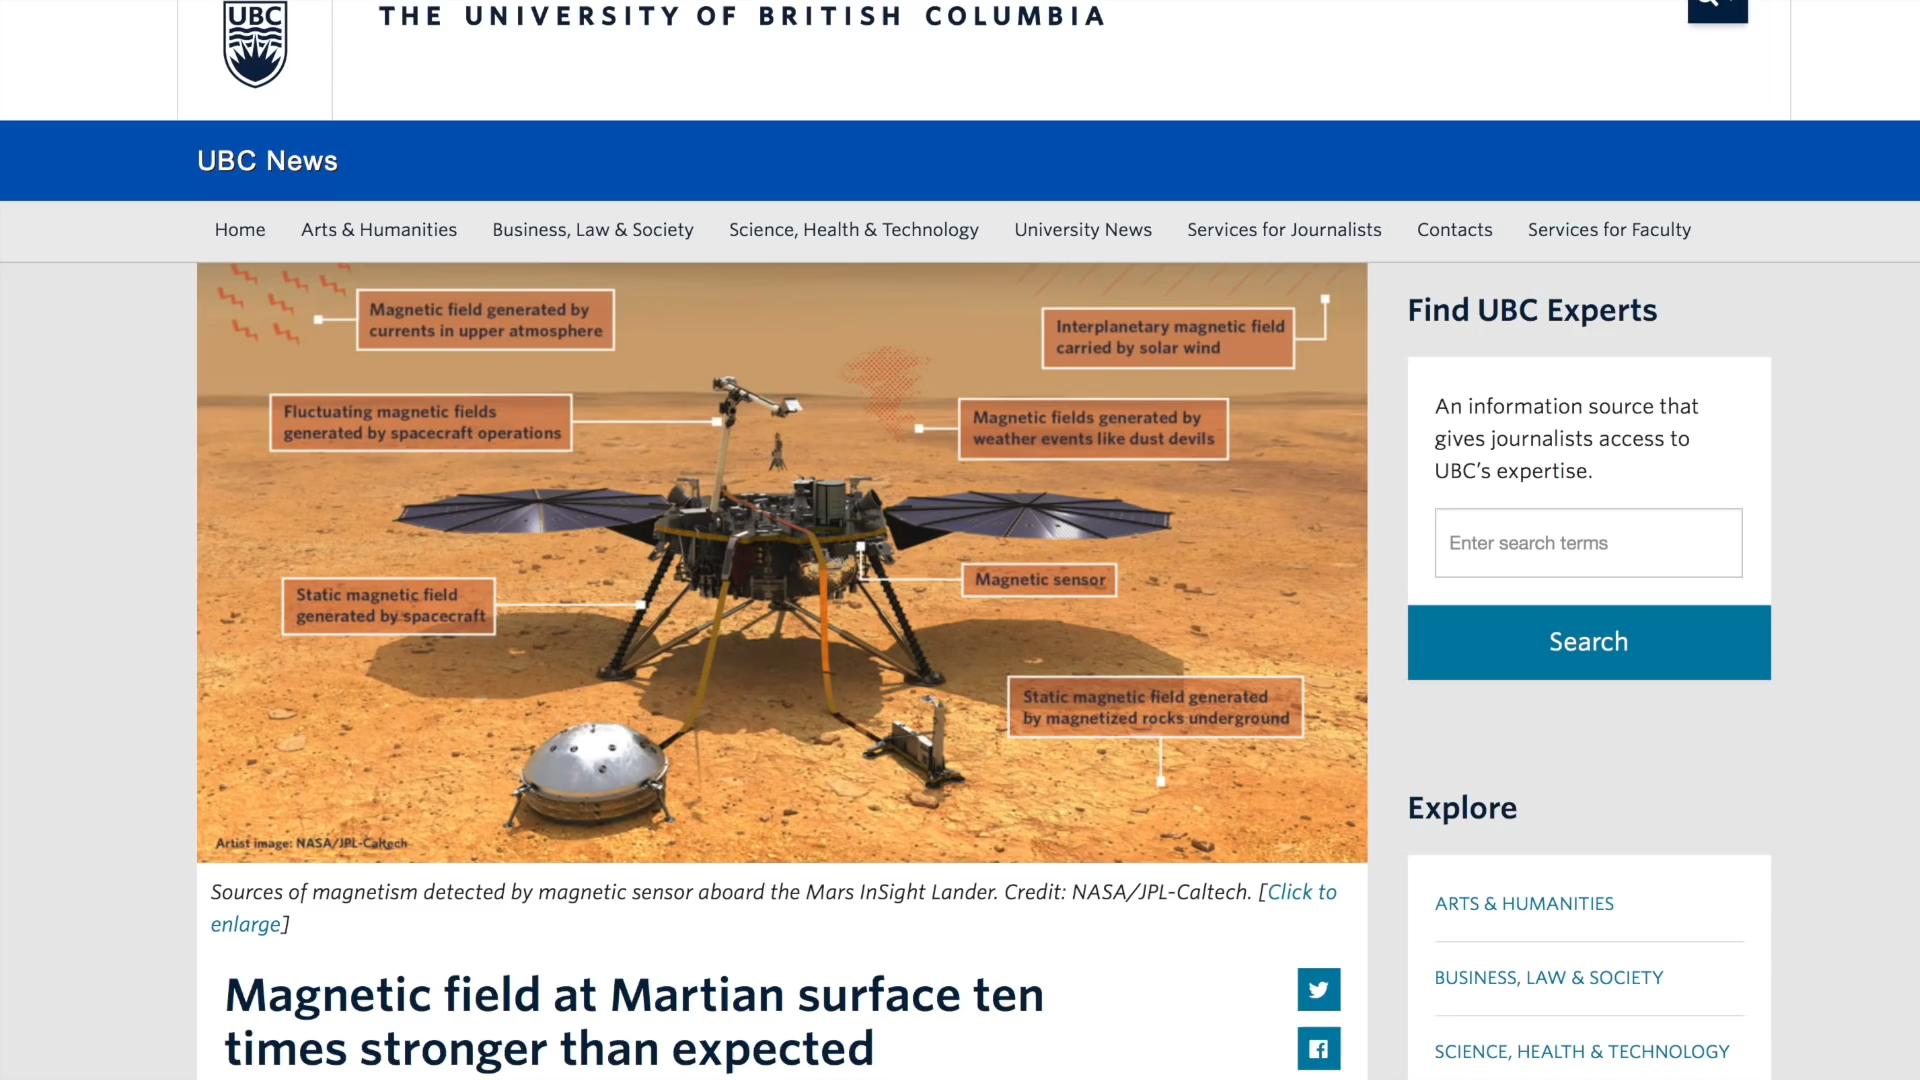 UBC
THE UNIVERSITY OF BRITISH COLUMBIA
UBC News
Home
Arts & Humanities
Business, Law & Society
Science, Health & Technology
University News
Services for Journalists
Contacts
Services for Faculty
Magnetic field generated by
currents in upper atmosphere
Interplanetary magnetic field
carried by solar wind
Fluctuating magnetic fields
generated by spacecraft operations
Magnetic fields generated by
weather events like dust devils
Static magnetic field
generated by spacecraft
Magnetic sensor
Static magnetic field generated
by magnetized rocks underground
Artist image: NASA/JPL-Caltech
Sources of magnetism detected by magnetic sensor aboard the Mars InSight Lander. Credit: NASA/JPL-Caltech. [Click to
enlarge]
Magnetic field at Martian surface ten
times stronger than expected
Find UBC Experts
An information source that
gives journalists access to
UBC’s expertise.
Enter search terms
Search
Explore
ARTS & HUMANITIES
BUSINESS, LAW & SOCIETY
SCIENCE, HEALTH & TECHNOLOGY